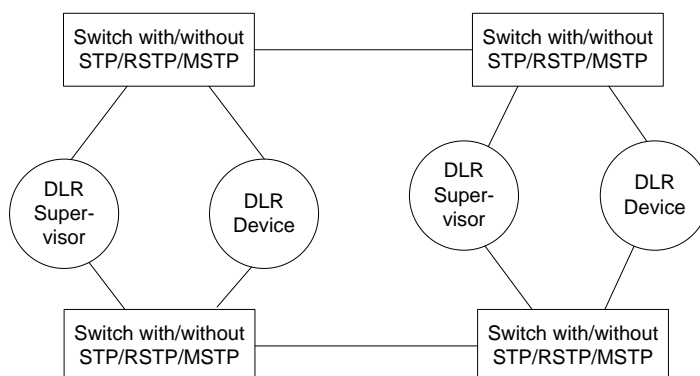 Switch with/without
STP/RSTP/MSTP
Switch with/without
STP/RSTP/MSTP
DLR
Super-
visor
DLR
Device
DLR
Super-
visor
DLR
Device
Switch with/without
STP/RSTP/MSTP
Switch with/without
STP/RSTP/MSTP